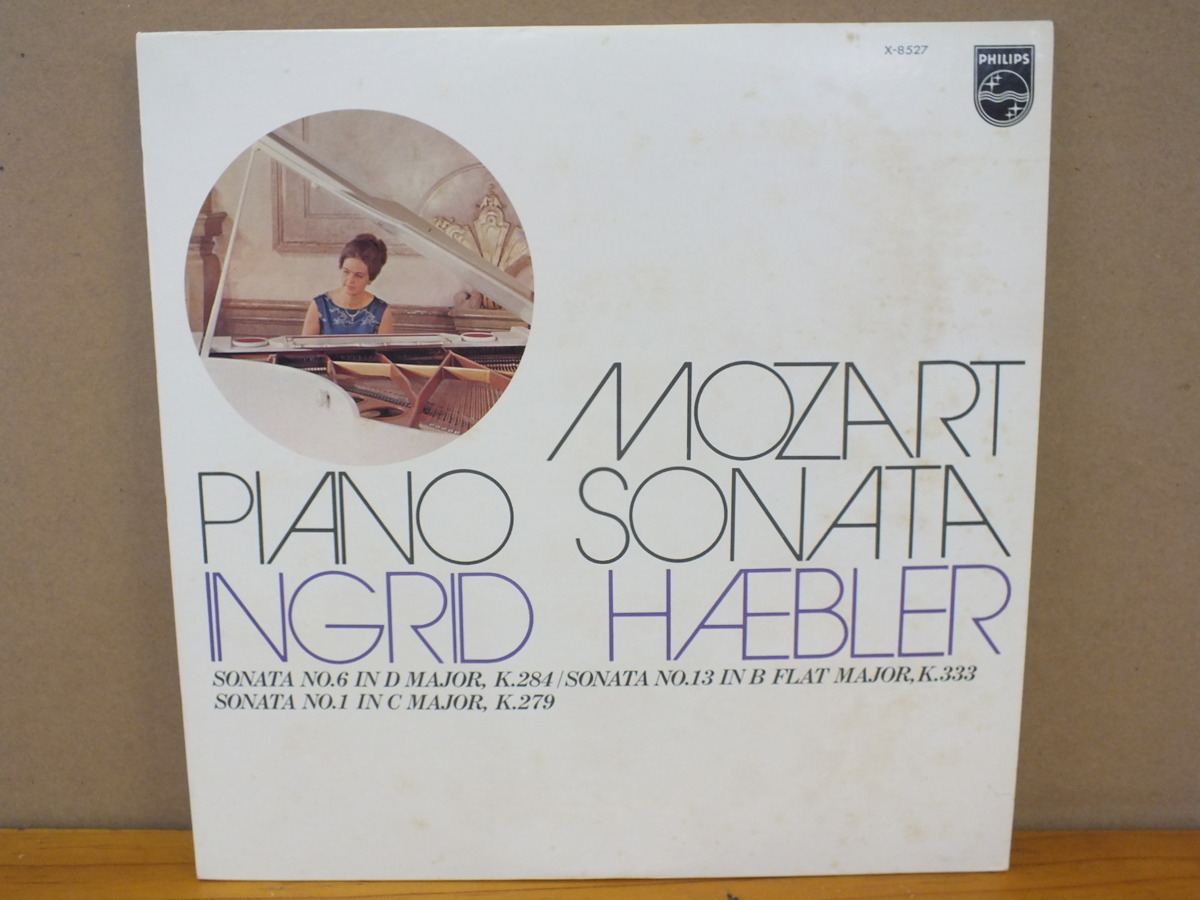 X-8527
PHILIPS
MOZART
PIANO SONATA
INGRID HÆBLER
SONATA NO.6 IN D MAJOR, K.284/SONATA NO.13 IN B FLAT MAJOR, K.333
SONATA NO.1 IN C MAJOR, K.279